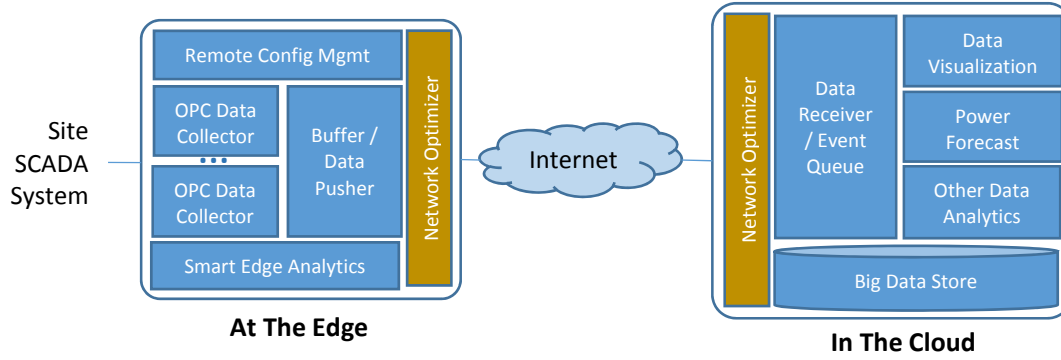 Site
SCADA
System
Remote Config Mgmt
OPC Data
Collector
...
OPC Data
Collector
Buffer /
Data
Pusher
Smart Edge Analytics
Network Optimizer
At The Edge
Internet
Network Optimizer
Data
Receiver
/ Event
Queue
Data
Visualization
Power
Forecast
Other Data
Analytics
Big Data Store
In The Cloud